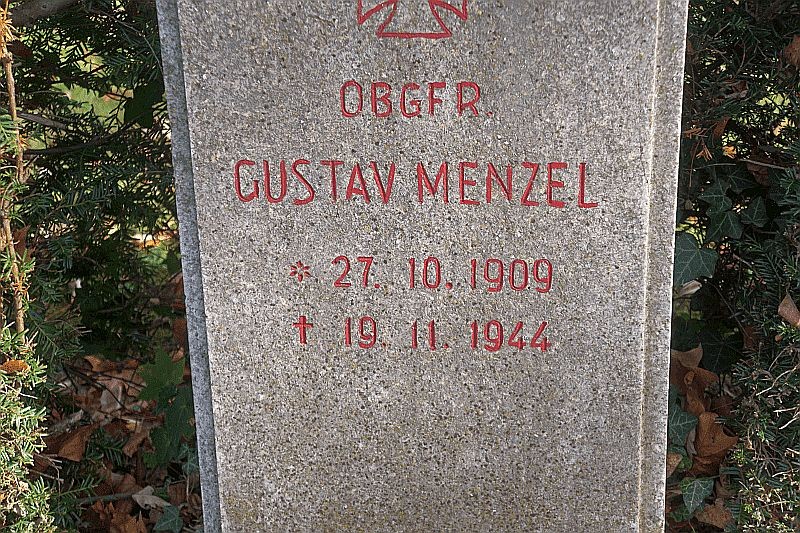 OBGFR.
GUSTAV MENZEL
* 27. 10. 1909
† 19. 11. 1944